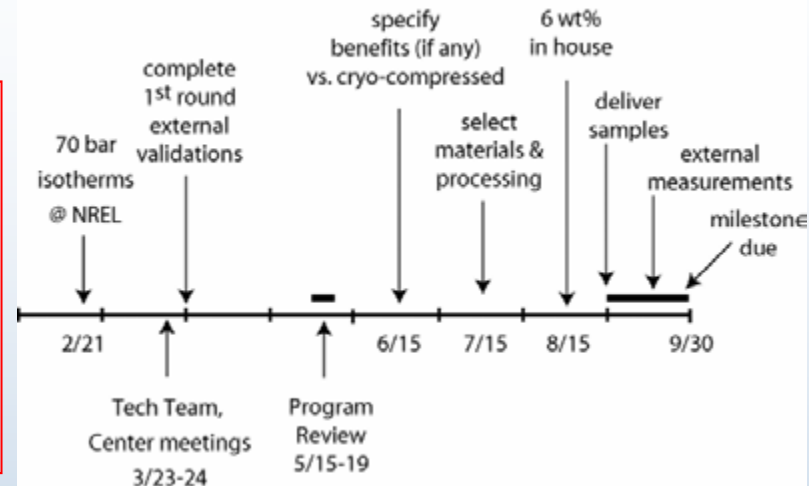 70 bar
isotherms
@ NREL
complete
1st round
external
validations
specify
benefits (if any)
vs. cryo-compressed
select
materials &
processing
6 wt%
in house
deliver
samples
external
measurements
milestone
due
2/21
6/15
7/15
8/15
9/30
Tech Team,
Center meetings
3/23-24
Program
Review
5/15-19